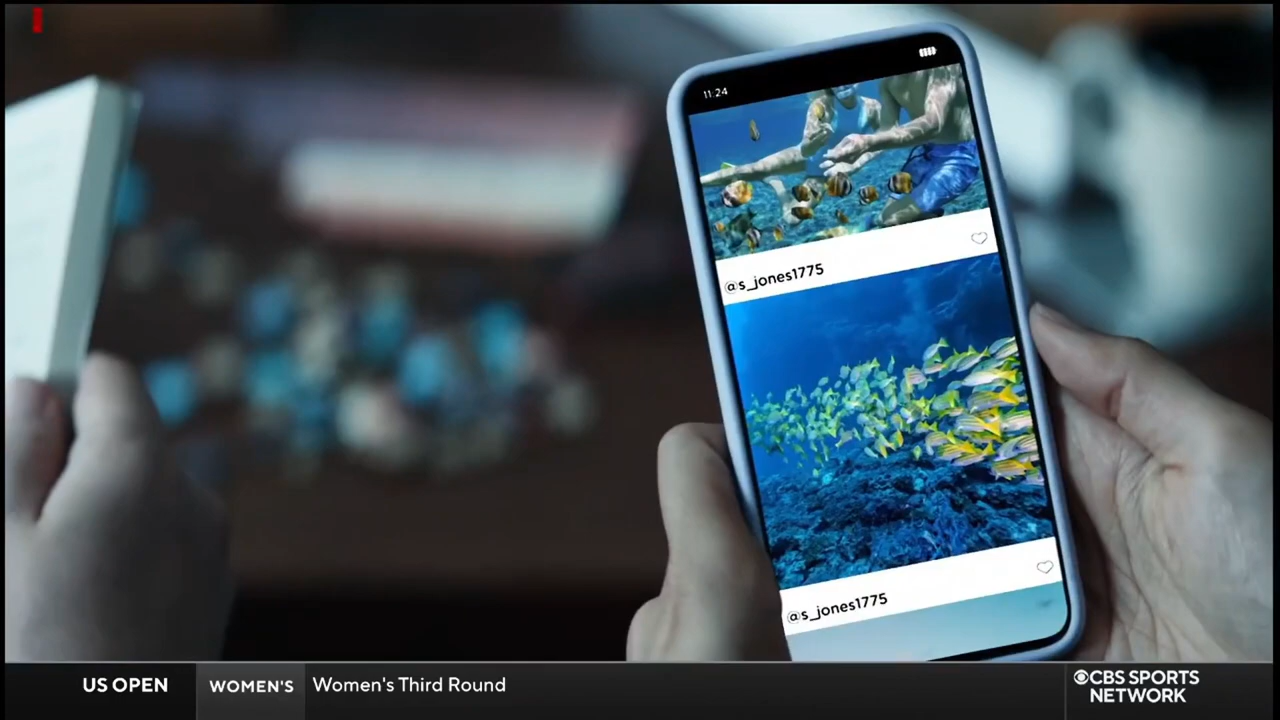 11:24
@s_jones1775
@s_jones1775
US OPEN
WOMEN'S
Women's Third Round
CBS SPORTS
NETWORK